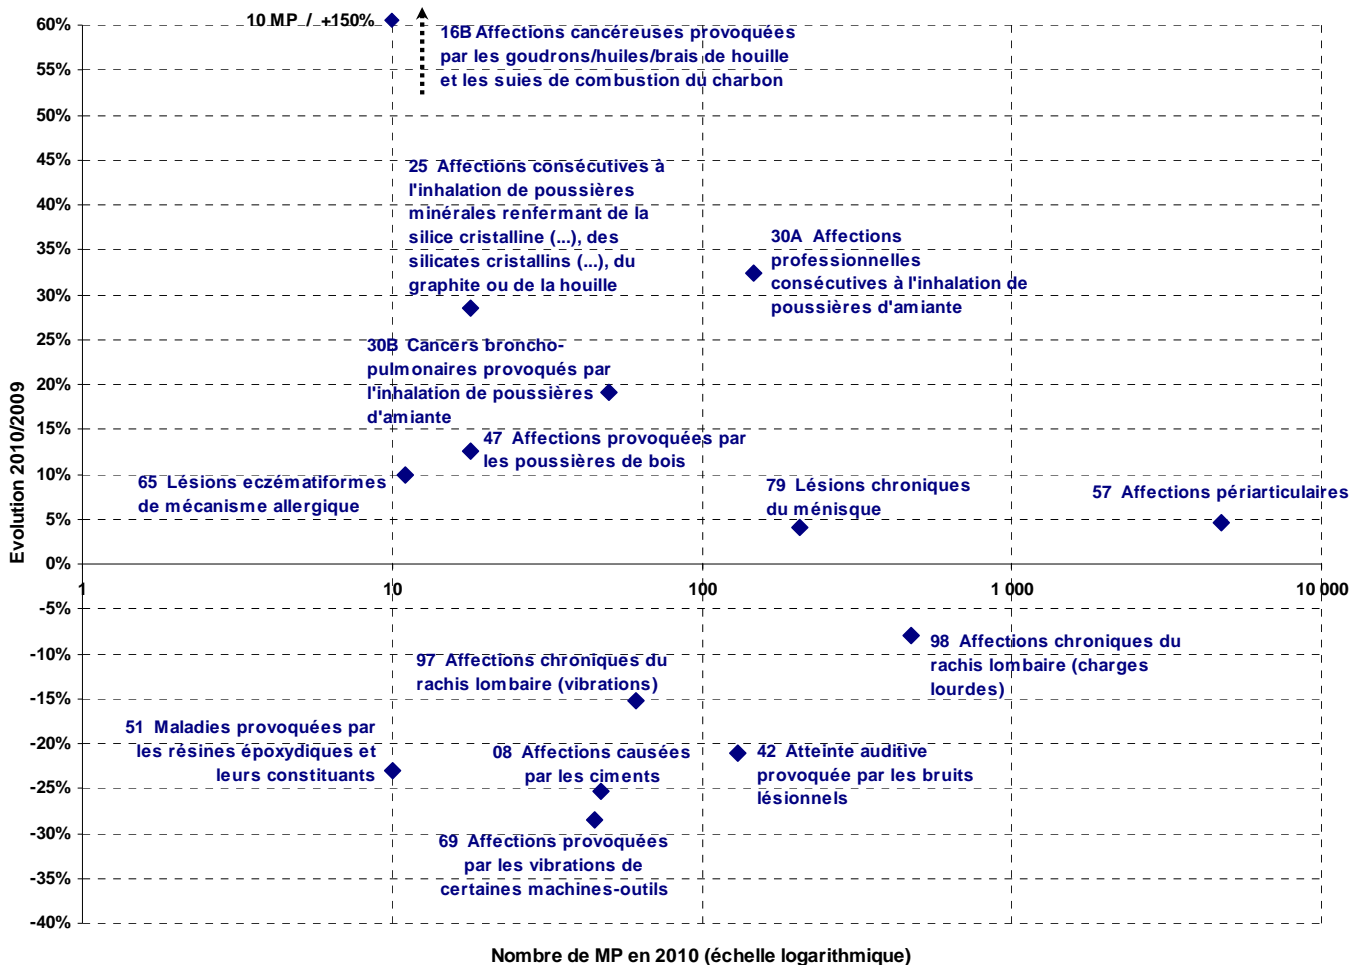 10 MP / +150%
16B Affections cancéreuses provoquées
par les goudrons/huiles/brais de houille
et les suies de combustion du charbon
25 Affections consécutives à
l'inhalation de poussières
minérales renfermant de la
silice cristalline (...), des
silicates cristallins (...), du
graphite ou de la houille
30A Affections
professionnelles
consécutives à l'inhalation de
poussières d'amiante
30B Cancers broncho-
pulmonaires provoqués par
l'inhalation de poussières
d'amiante
47 Affections provoquées par
les poussières de bois
65 Lésions eczématiformes
de mécanisme allergique
79 Lésions chroniques
du ménisque
57 Affections périarticulaires
98 Affections chroniques du
rachis lombaire (charges
lourdes)
97 Affections chroniques du
rachis lombaire (vibrations)
51 Maladies provoquées par
les résines époxydiques et
leurs constituants
08 Affections causées
par les ciments
42 Atteinte auditive
provoquée par les bruits
lésionnels
69 Affections provoquées
par les vibrations de
certaines machines-outils
Evolution 2010/2009
60%
55%
50%
45%
40%
35%
30%
25%
20%
15%
10%
5%
0%
-5%
-10%
-15%
-20%
-25%
-30%
-35%
-40%
1
10
100
1 000
10 000
Nombre de MP en 2010 (échelle logarithmique)